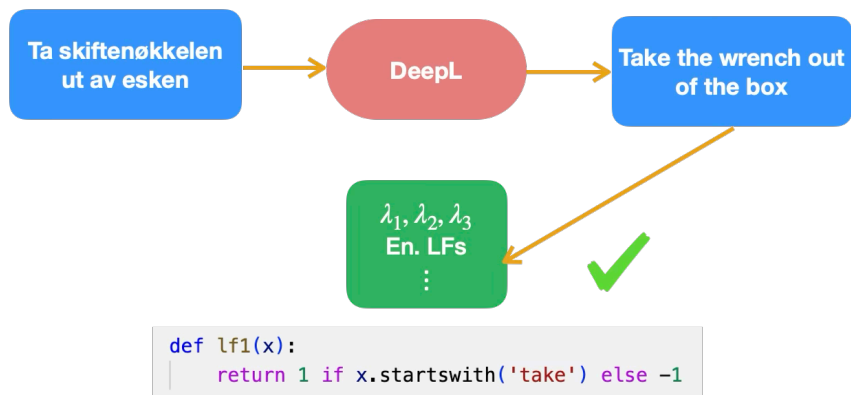 Ta skiftenøkkelen
ut av esken
DeepL
Take the wrench out
of the box
λ₁, λ₂, λ₃
En. LFs
⋮
def lf1(x):
    return 1 if x.startswith('take') else -1